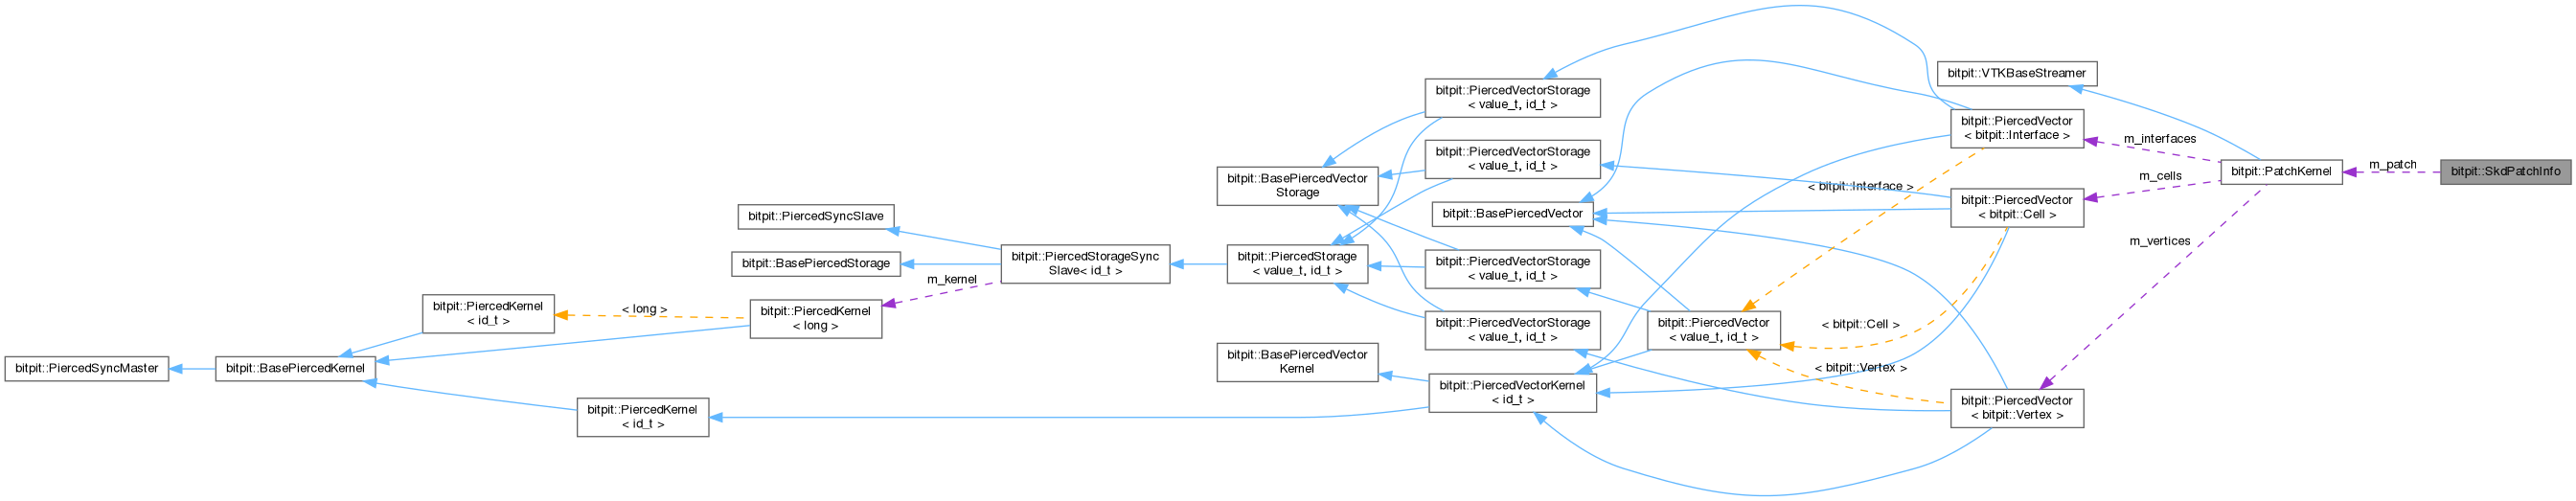 bitpit::PiercedSyncMaster
bitpit::BasePiercedKernel
bitpit::PiercedKernel
< id_t >
< long >
bitpit::PiercedKernel
< id_t >
bitpit::PiercedSyncSlave
bitpit::BasePiercedStorage
bitpit::PiercedKernel
< long >
m_kernel
bitpit::PiercedStorageSync
Slave< id_t >
bitpit::BasePiercedVector
Storage
bitpit::PiercedStorage
< value_t, id_t >
bitpit::BasePiercedVector
Kernel
bitpit::PiercedVectorStorage
< value_t, id_t >
bitpit::PiercedVectorStorage
< value_t, id_t >
bitpit::BasePiercedVector
bitpit::PiercedVectorStorage
< value_t, id_t >
bitpit::PiercedVectorStorage
< value_t, id_t >
bitpit::PiercedVectorKernel
< id_t >
bitpit::PiercedVector
< value_t, id_t >
< bitpit::Interface >
< bitpit::Cell >
< bitpit::Vertex >
bitpit::VTKBaseStreamer
bitpit::PiercedVector
< bitpit::Interface >
bitpit::PiercedVector
< bitpit::Cell >
bitpit::PiercedVector
< bitpit::Vertex >
m_interfaces
m_cells
m_vertices
bitpit::PatchKernel
m_patch
bitpit::SkdPatchInfo